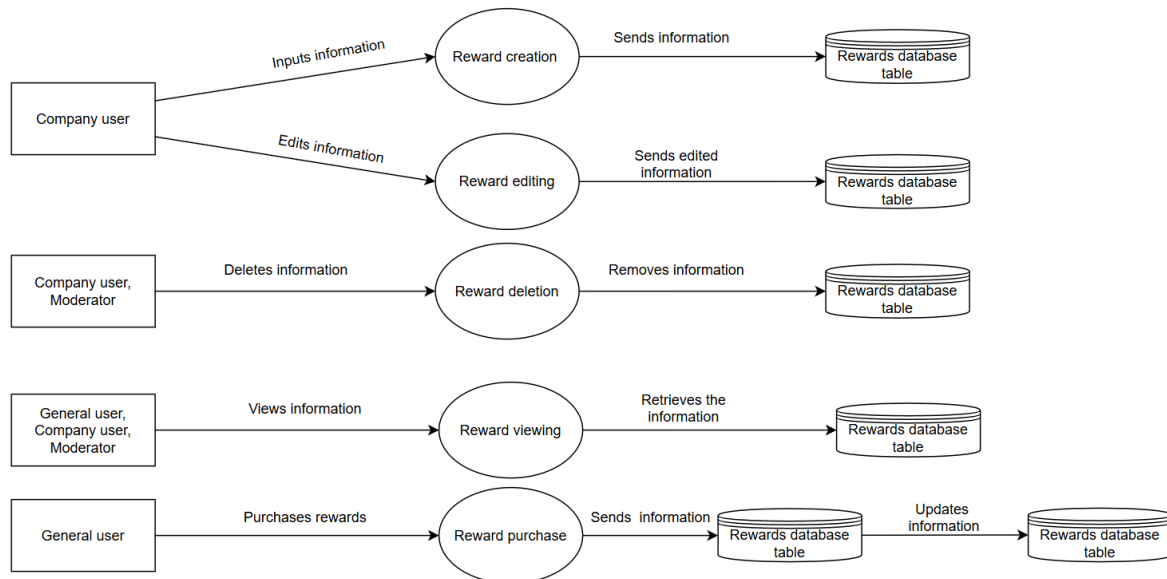 Inputs information
Reward creation
Sends information
Rewards database
table
Company user
Edits information
Reward editing
Sends edited
information
Rewards database
table
Company user,
Moderator
Deletes information
Reward deletion
Removes information
Rewards database
table
General user,
Company user,
Moderator
Views information
Reward viewing
Retrieves the
information
Rewards database
table
General user
Purchases rewards
Reward purchase
Sends  information
Rewards database
table
Updates
information
Rewards database
table